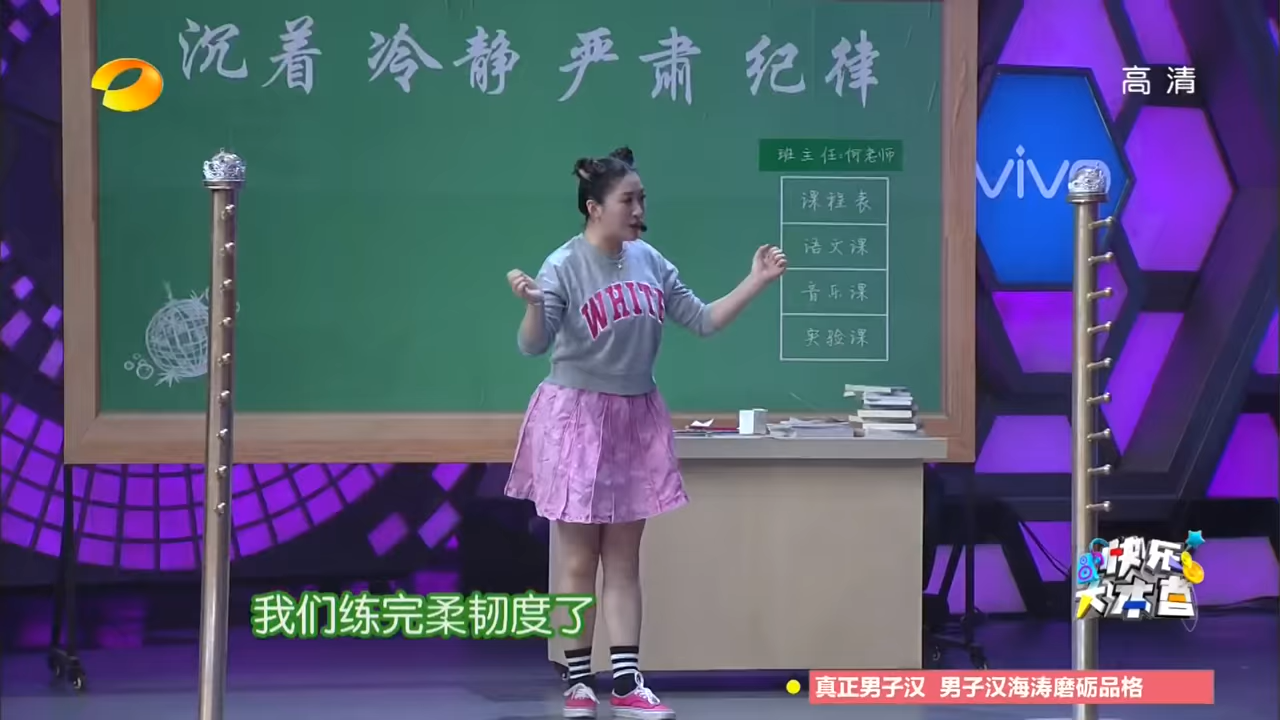 沉着 冷静 严肃 纪律
高清
班主任:何老师
vivo
课程表
语文课
WHITE
音乐课
实验课
快乐
大本营
我们练完柔韧度了
真正男子汉 男子汉海涛磨砺品格